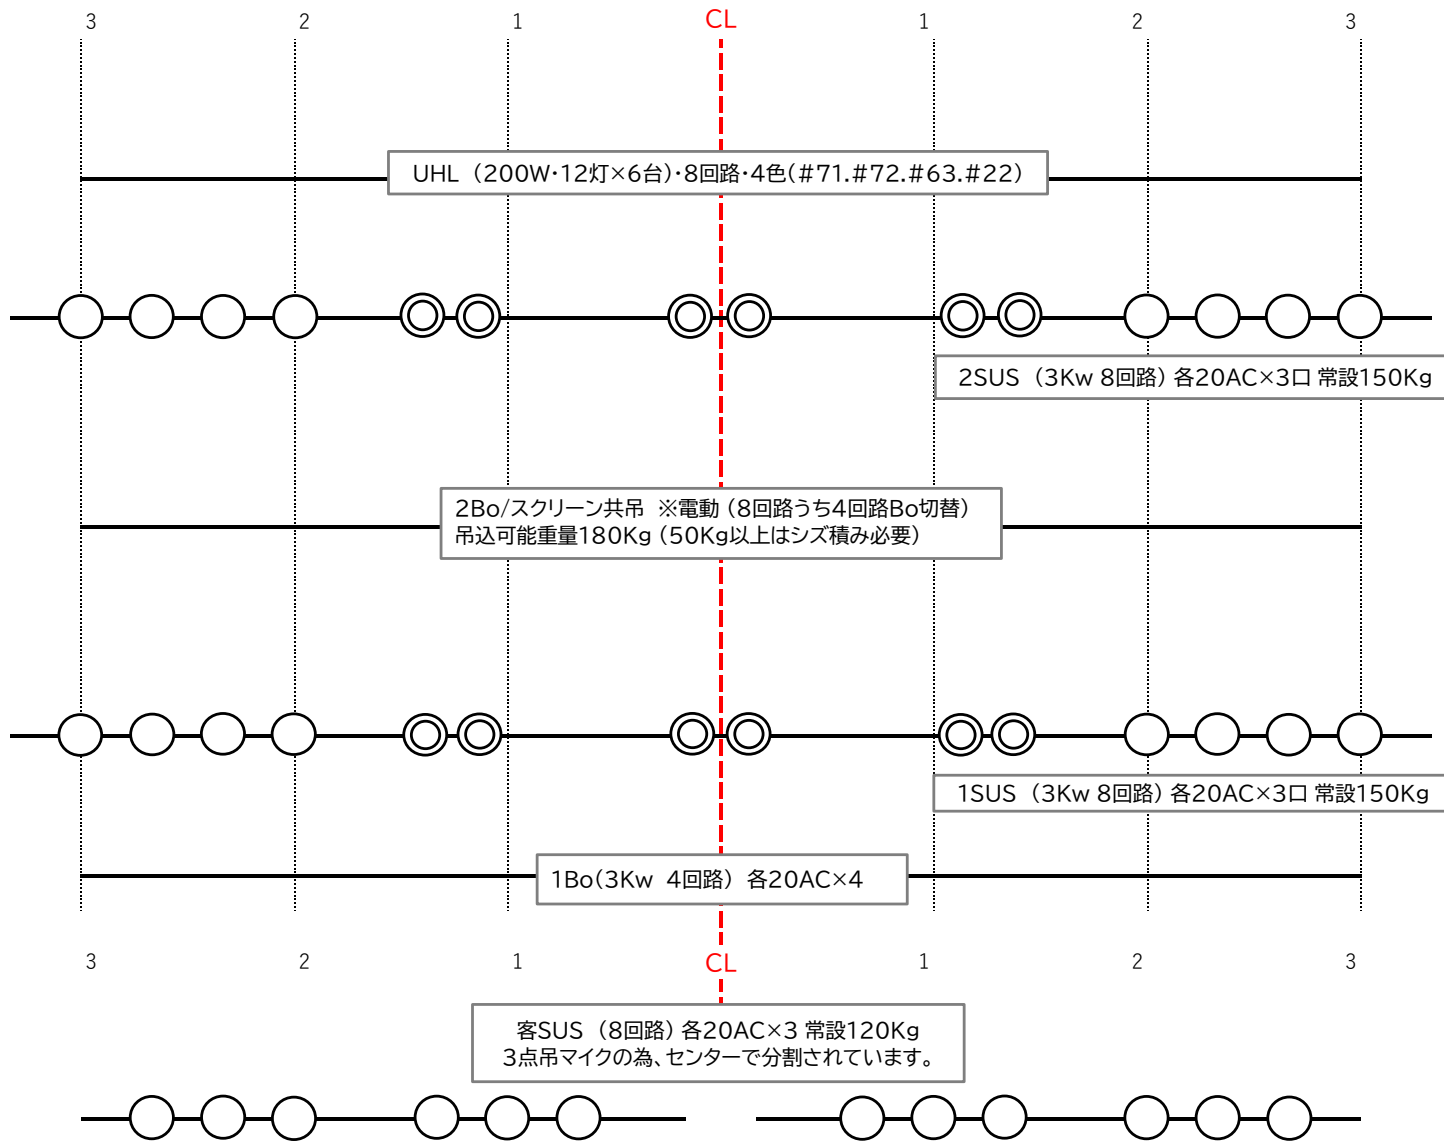 3 2 1 CL 1 2 3
UHL (200W・12灯×6台)・8回路・4色(#71.#72.#63.#22)
2SUS (3Kw 8回路) 各20AC×3口 常設150Kg
2Bo/スクリーン共吊 ※電動 (8回路うち4回路Bo切替)
吊込可能重量180Kg (50Kg以上はシズ積み必要)
1SUS (3Kw 8回路) 各20AC×3口 常設150Kg
1Bo(3Kw 4回路) 各20AC×4
3 2 1 CL 1 2 3
客SUS (8回路) 各20AC×3 常設120Kg
3点吊マイクの為、センターで分割されています。